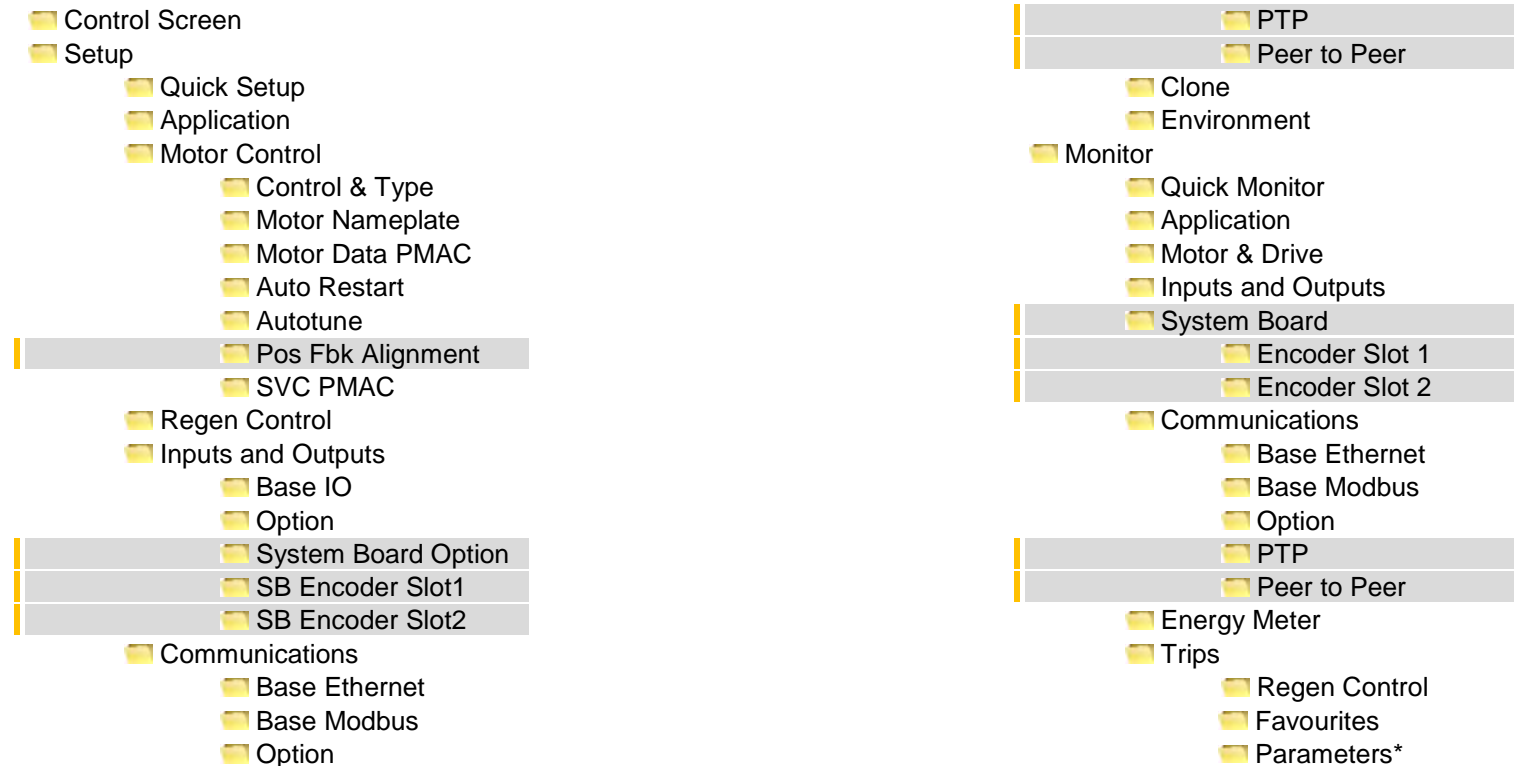 Control Screen
Setup
Quick Setup
Application
Motor Control
Control & Type
Motor Nameplate
Motor Data PMAC
Auto Restart
Autotune
Pos Fbk Alignment
SVC PMAC
Regen Control
Inputs and Outputs
Base IO
Option
System Board Option
SB Encoder Slot1
SB Encoder Slot2
Communications
Base Ethernet
Base Modbus
Option
PTP
Peer to Peer
Clone
Environment
Monitor
Quick Monitor
Application
Motor & Drive
Inputs and Outputs
System Board
Encoder Slot 1
Encoder Slot 2
Communications
Base Ethernet
Base Modbus
Option
PTP
Peer to Peer
Energy Meter
Trips
Regen Control
Favourites
Parameters*